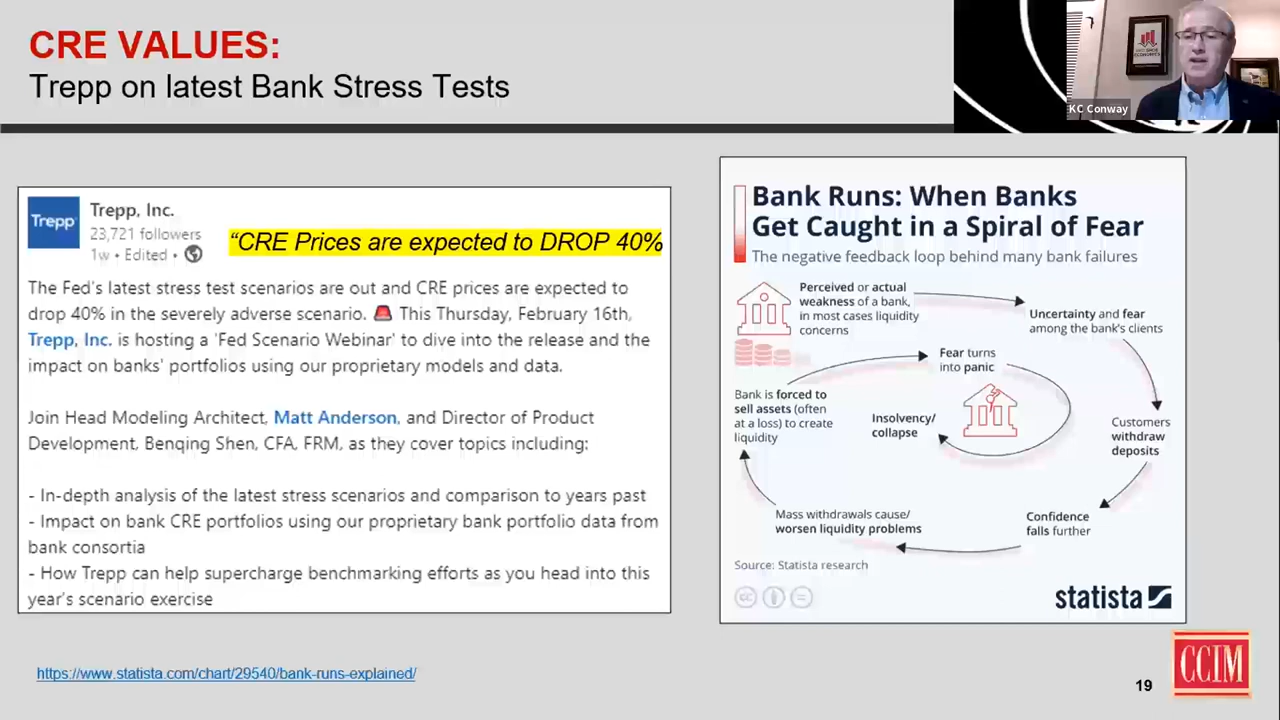 CRE VALUES:
Trepp on latest Bank Stress Tests
KC Conway
Trepp
Trepp, Inc.
23,721 followers
1w • Edited •
“CRE Prices are expected to DROP 40%
The Fed's latest stress test scenarios are out and CRE prices are expected to
drop 40% in the severely adverse scenario. 🚨 This Thursday, February 16th,
Trepp, Inc. is hosting a 'Fed Scenario Webinar' to dive into the release and the
impact on banks' portfolios using our proprietary models and data.
Join Head Modeling Architect, Matt Anderson, and Director of Product
Development, Benqing Shen, CFA, FRM, as they cover topics including:
- In-depth analysis of the latest stress scenarios and comparison to years past
- Impact on bank CRE portfolios using our proprietary bank portfolio data from
bank consortia
- How Trepp can help supercharge benchmarking efforts as you head into this
year's scenario exercise
Bank Runs: When Banks
Get Caught in a Spiral of Fear
The negative feedback loop behind many bank failures
Perceived or actual
weakness of a bank,
in most cases liquidity
concerns
Uncertainty and fear
among the bank's clients
Customers
withdraw
deposits
Confidence
falls further
Mass withdrawals cause/
worsen liquidity problems
Bank is forced to
sell assets (often
at a loss) to create
liquidity
Fear turns
into panic
Insolvency/
collapse
Source: Statista research
statista
https://www.statista.com/chart/29540/bank-runs-explained/
19
CCIM